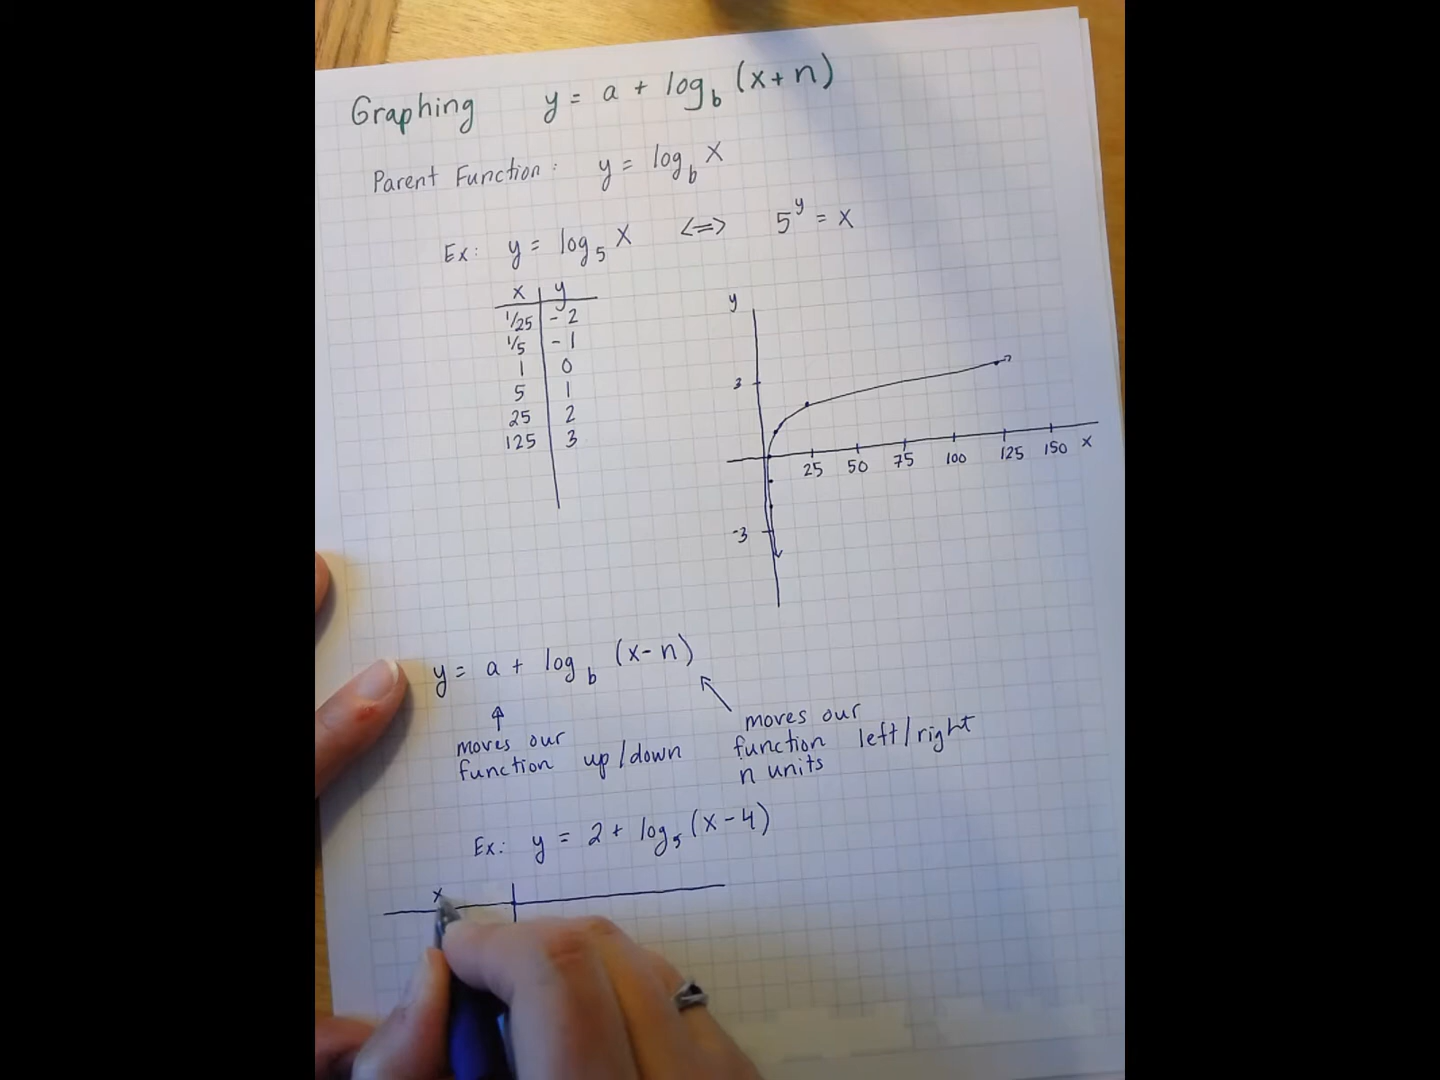 Graphing y = a + log_b (x+n)
Parent Function: y = log_b x
Ex: y = log_5 x <=> 5^y = x
x | y
1/25 | -2
1/5 | -1
1 | 0
5 | 1
25 | 2
125 | 3
y
3
25 50 75 100 125 150 x
-3
y = a + log_b (x-n)
moves our
function up/down
moves our
function left/right
n units
Ex: y = 2 + log_5 (x-4)
x